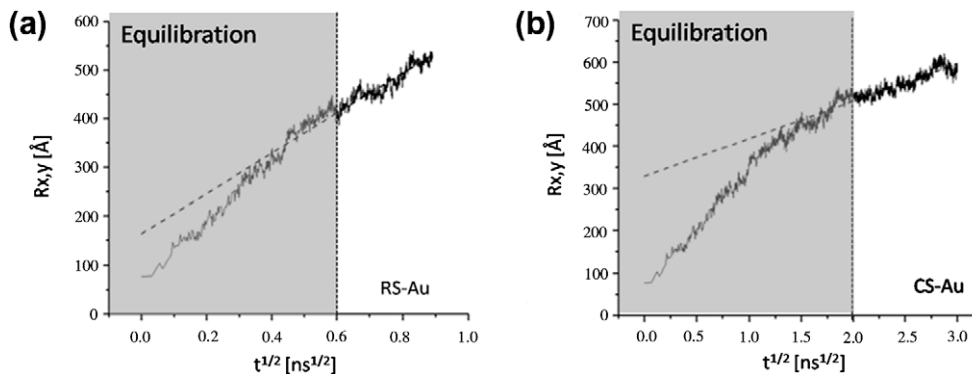 (a)
Equilibration
600
500
400
300
200
100
0
Rx,y [Å]
RS-Au
0.0 0.2 0.4 0.6 0.8 1.0
t1/2 [ns1/2]
(b)
Equilibration
700
600
500
400
300
200
100
0
Rx,y [Å]
CS-Au
0.0 0.5 1.0 1.5 2.0 2.5 3.0
t1/2 [ns1/2]